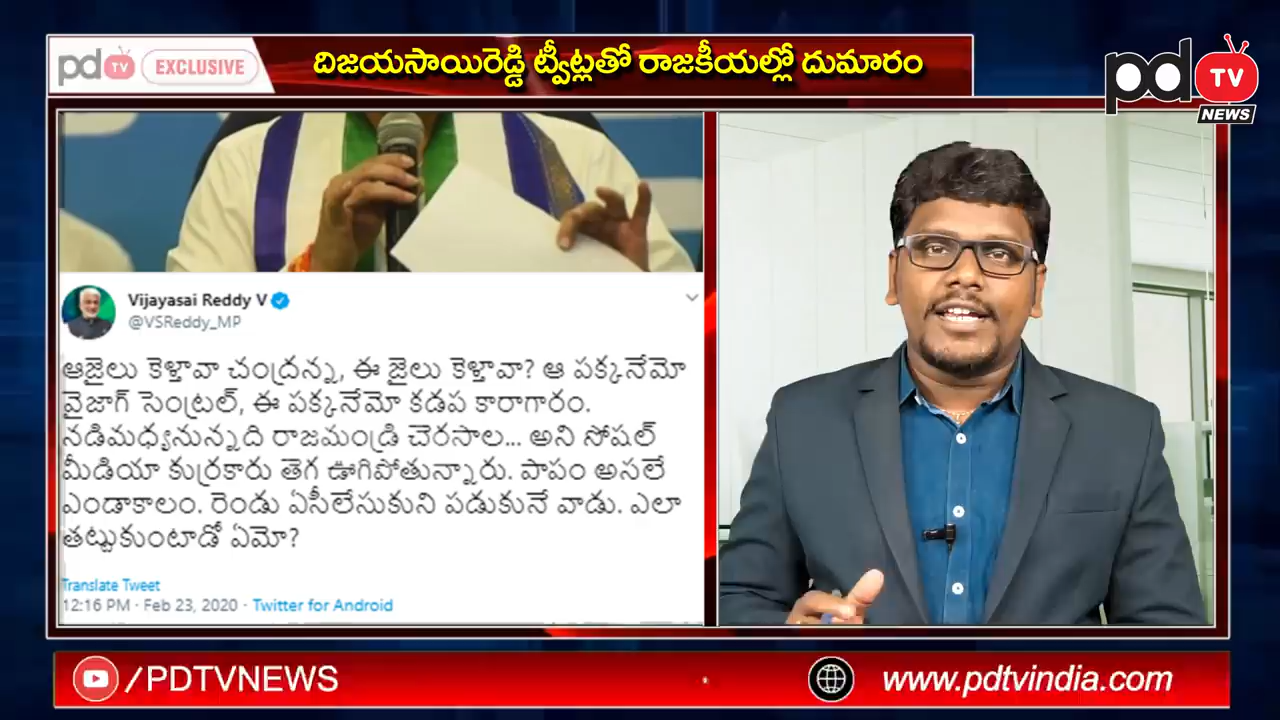 pd TV EXCLUSIVE
దిజయసాయిరెడ్డి ట్వీట్లతో రాజకీయల్లో దుమారం
pd TV NEWS
Vijayasai Reddy V
@VSReddy_MP
ఆజైలు కెళ్తావా చంద్రన్న, ఈ జైలు కెళ్తావా? ఆ పక్కనేమో
వైజాగ్ సెంట్రల్, ఈ పక్కనేమో కడప కారాగారం.
నడిమధ్యనున్నది రాజమండ్రి చెరసాల... అని సోషల్
మీడియా కుర్రకారు తెగ ఊగిపోతున్నారు. పాపం అసలే
ఎండాకాలం. రెండు ఏసీలేసుకుని పడుకునే వాడు. ఎలా
తట్టుకుంటాడో ఏమో?
Translate Tweet
12:16 PM · Feb 23, 2020 · Twitter for Android
/PDTVNEWS
www.pdtvindia.com